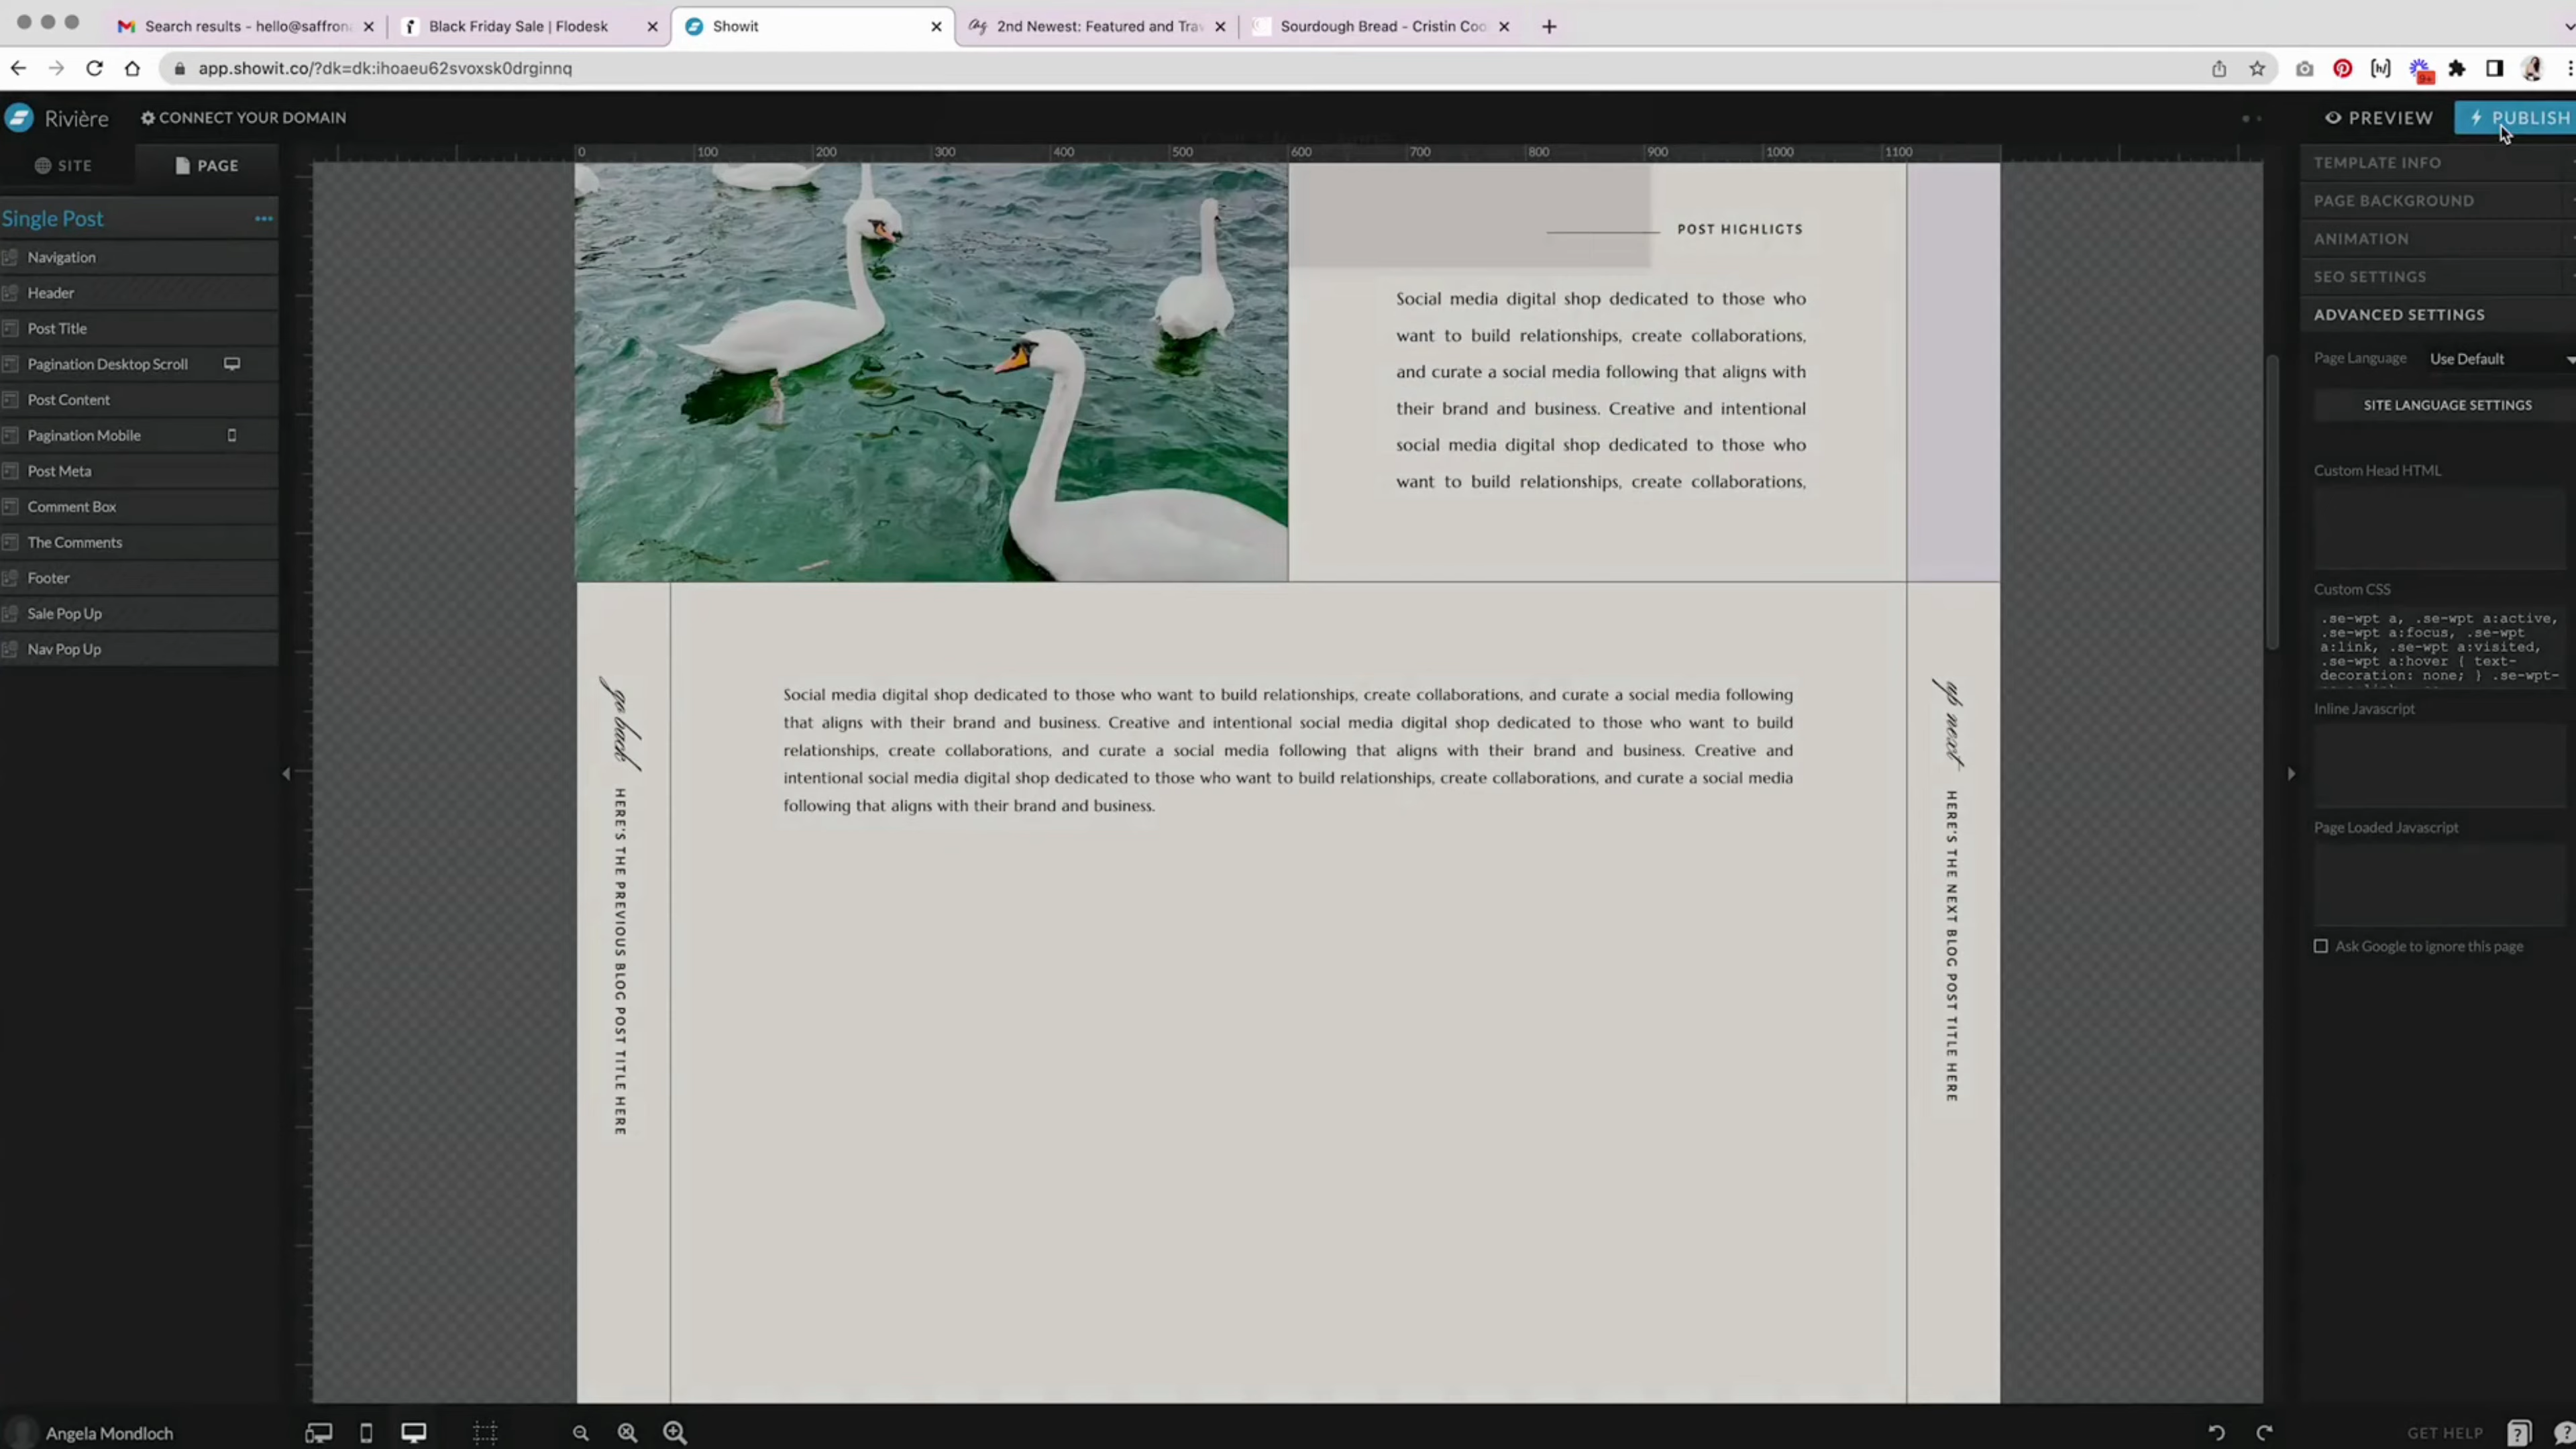 Search results - hello@saffrona
Black Friday Sale | Flodesk
Showit
2nd Newest: Featured and Trav
Sourdough Bread - Cristin Coo
app.showit.co/?dk=dk:ihoaeu62svoxsk0drginnq
9+
Rivière
CONNECT YOUR DOMAIN
PREVIEW
PUBLISH
SITE
PAGE
0 100 200 300 400 500 600 700 800 900 1000 1100
Single Post
Navigation
Header
Post Title
Pagination Desktop Scroll
Post Content
Pagination Mobile
Post Meta
Comment Box
The Comments
Footer
Sale Pop Up
Nav Pop Up
POST HIGHLIGTS
Social media digital shop dedicated to those who
want to build relationships, create collaborations,
and curate a social media following that aligns with
their brand and business. Creative and intentional
social media digital shop dedicated to those who
want to build relationships, create collaborations,
go back
HERE'S THE PREVIOUS BLOG POST TITLE HERE
Social media digital shop dedicated to those who want to build relationships, create collaborations, and curate a social media following
that aligns with their brand and business. Creative and intentional social media digital shop dedicated to those who want to build
relationships, create collaborations, and curate a social media following that aligns with their brand and business. Creative and
intentional social media digital shop dedicated to those who want to build relationships, create collaborations, and curate a social media
following that aligns with their brand and business.
up next
HERE'S THE NEXT BLOG POST TITLE HERE
TEMPLATE INFO
PAGE BACKGROUND
ANIMATION
SEO SETTINGS
ADVANCED SETTINGS
Page Language
Use Default
SITE LANGUAGE SETTINGS
Custom Head HTML
Custom CSS
.se-wpt a, .se-wpt a:active,
.se-wpt a:focus, .se-wpt
a:link, .se-wpt a:visited,
.se-wpt a:hover { text-
decoration: none; } .se-wpt-
Inline Javascript
Page Loaded Javascript
Ask Google to ignore this page
Angela Mondloch
GET HELP